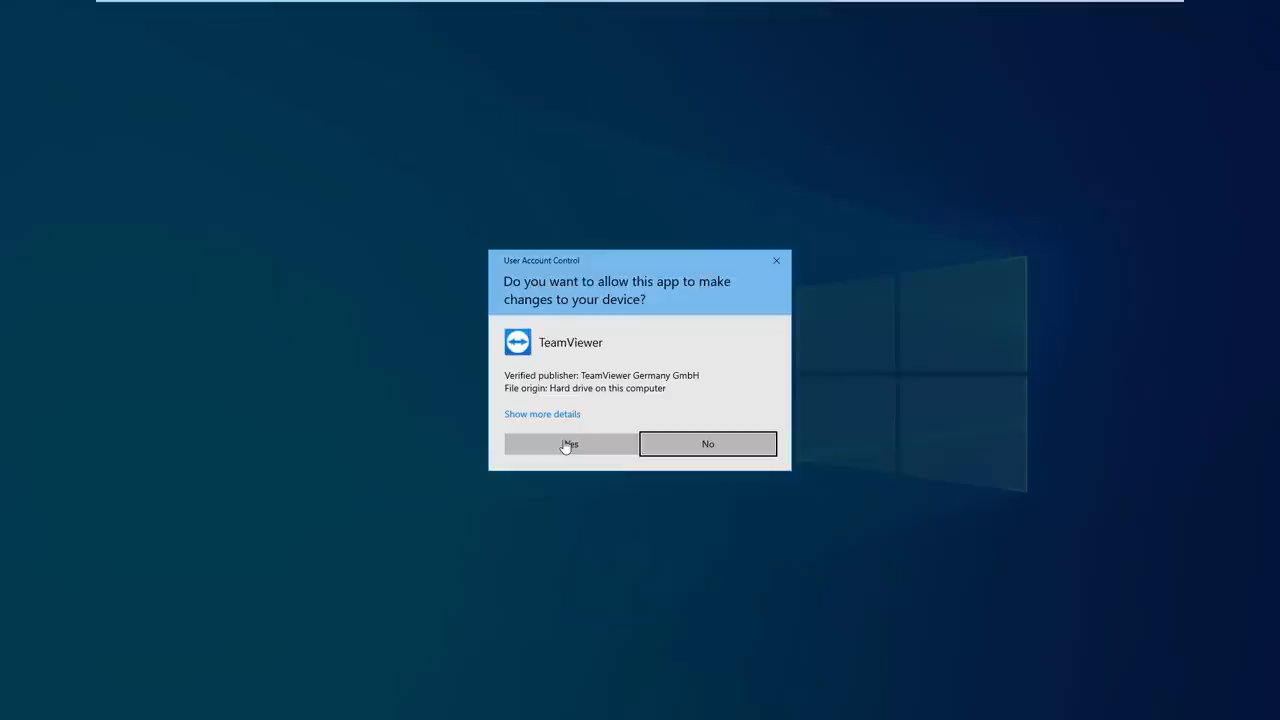 User Account Control
Do you want to allow this app to make
changes to your device?
TeamViewer
Verified publisher: TeamViewer Germany GmbH
File origin: Hard drive on this computer
Show more details
Yes
No